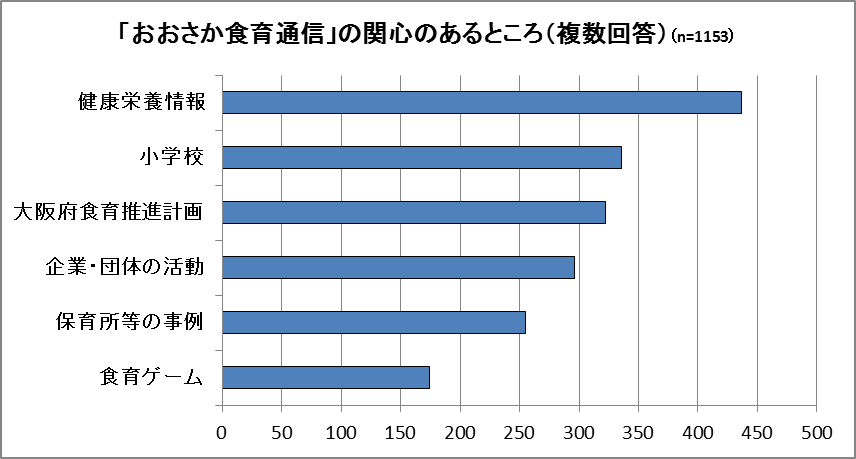 「おおさか食育通信」の関心のあるところ（複数回答）（n=1153）
健康栄養情報
小学校
大阪府食育推進計画
企業・団体の活動
保育所等の事例
食育ゲーム
0 50 100 150 200 250 300 350 400 450 500